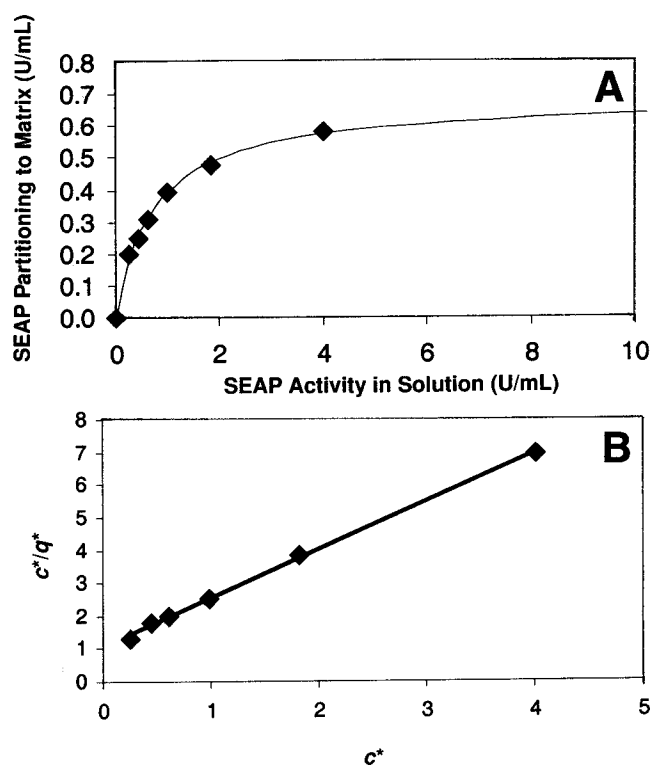 SEAP Partitioning to Matrix (U/mL)
0.8
0.7
0.6
0.5
0.4
0.3
0.2
0.1
0.0
A
0 2 4 6 8 10
SEAP Activity in Solution (U/mL)
c*/q*
8
7
6
5
4
3
2
1
0
B
0 1 2 3 4 5
c*